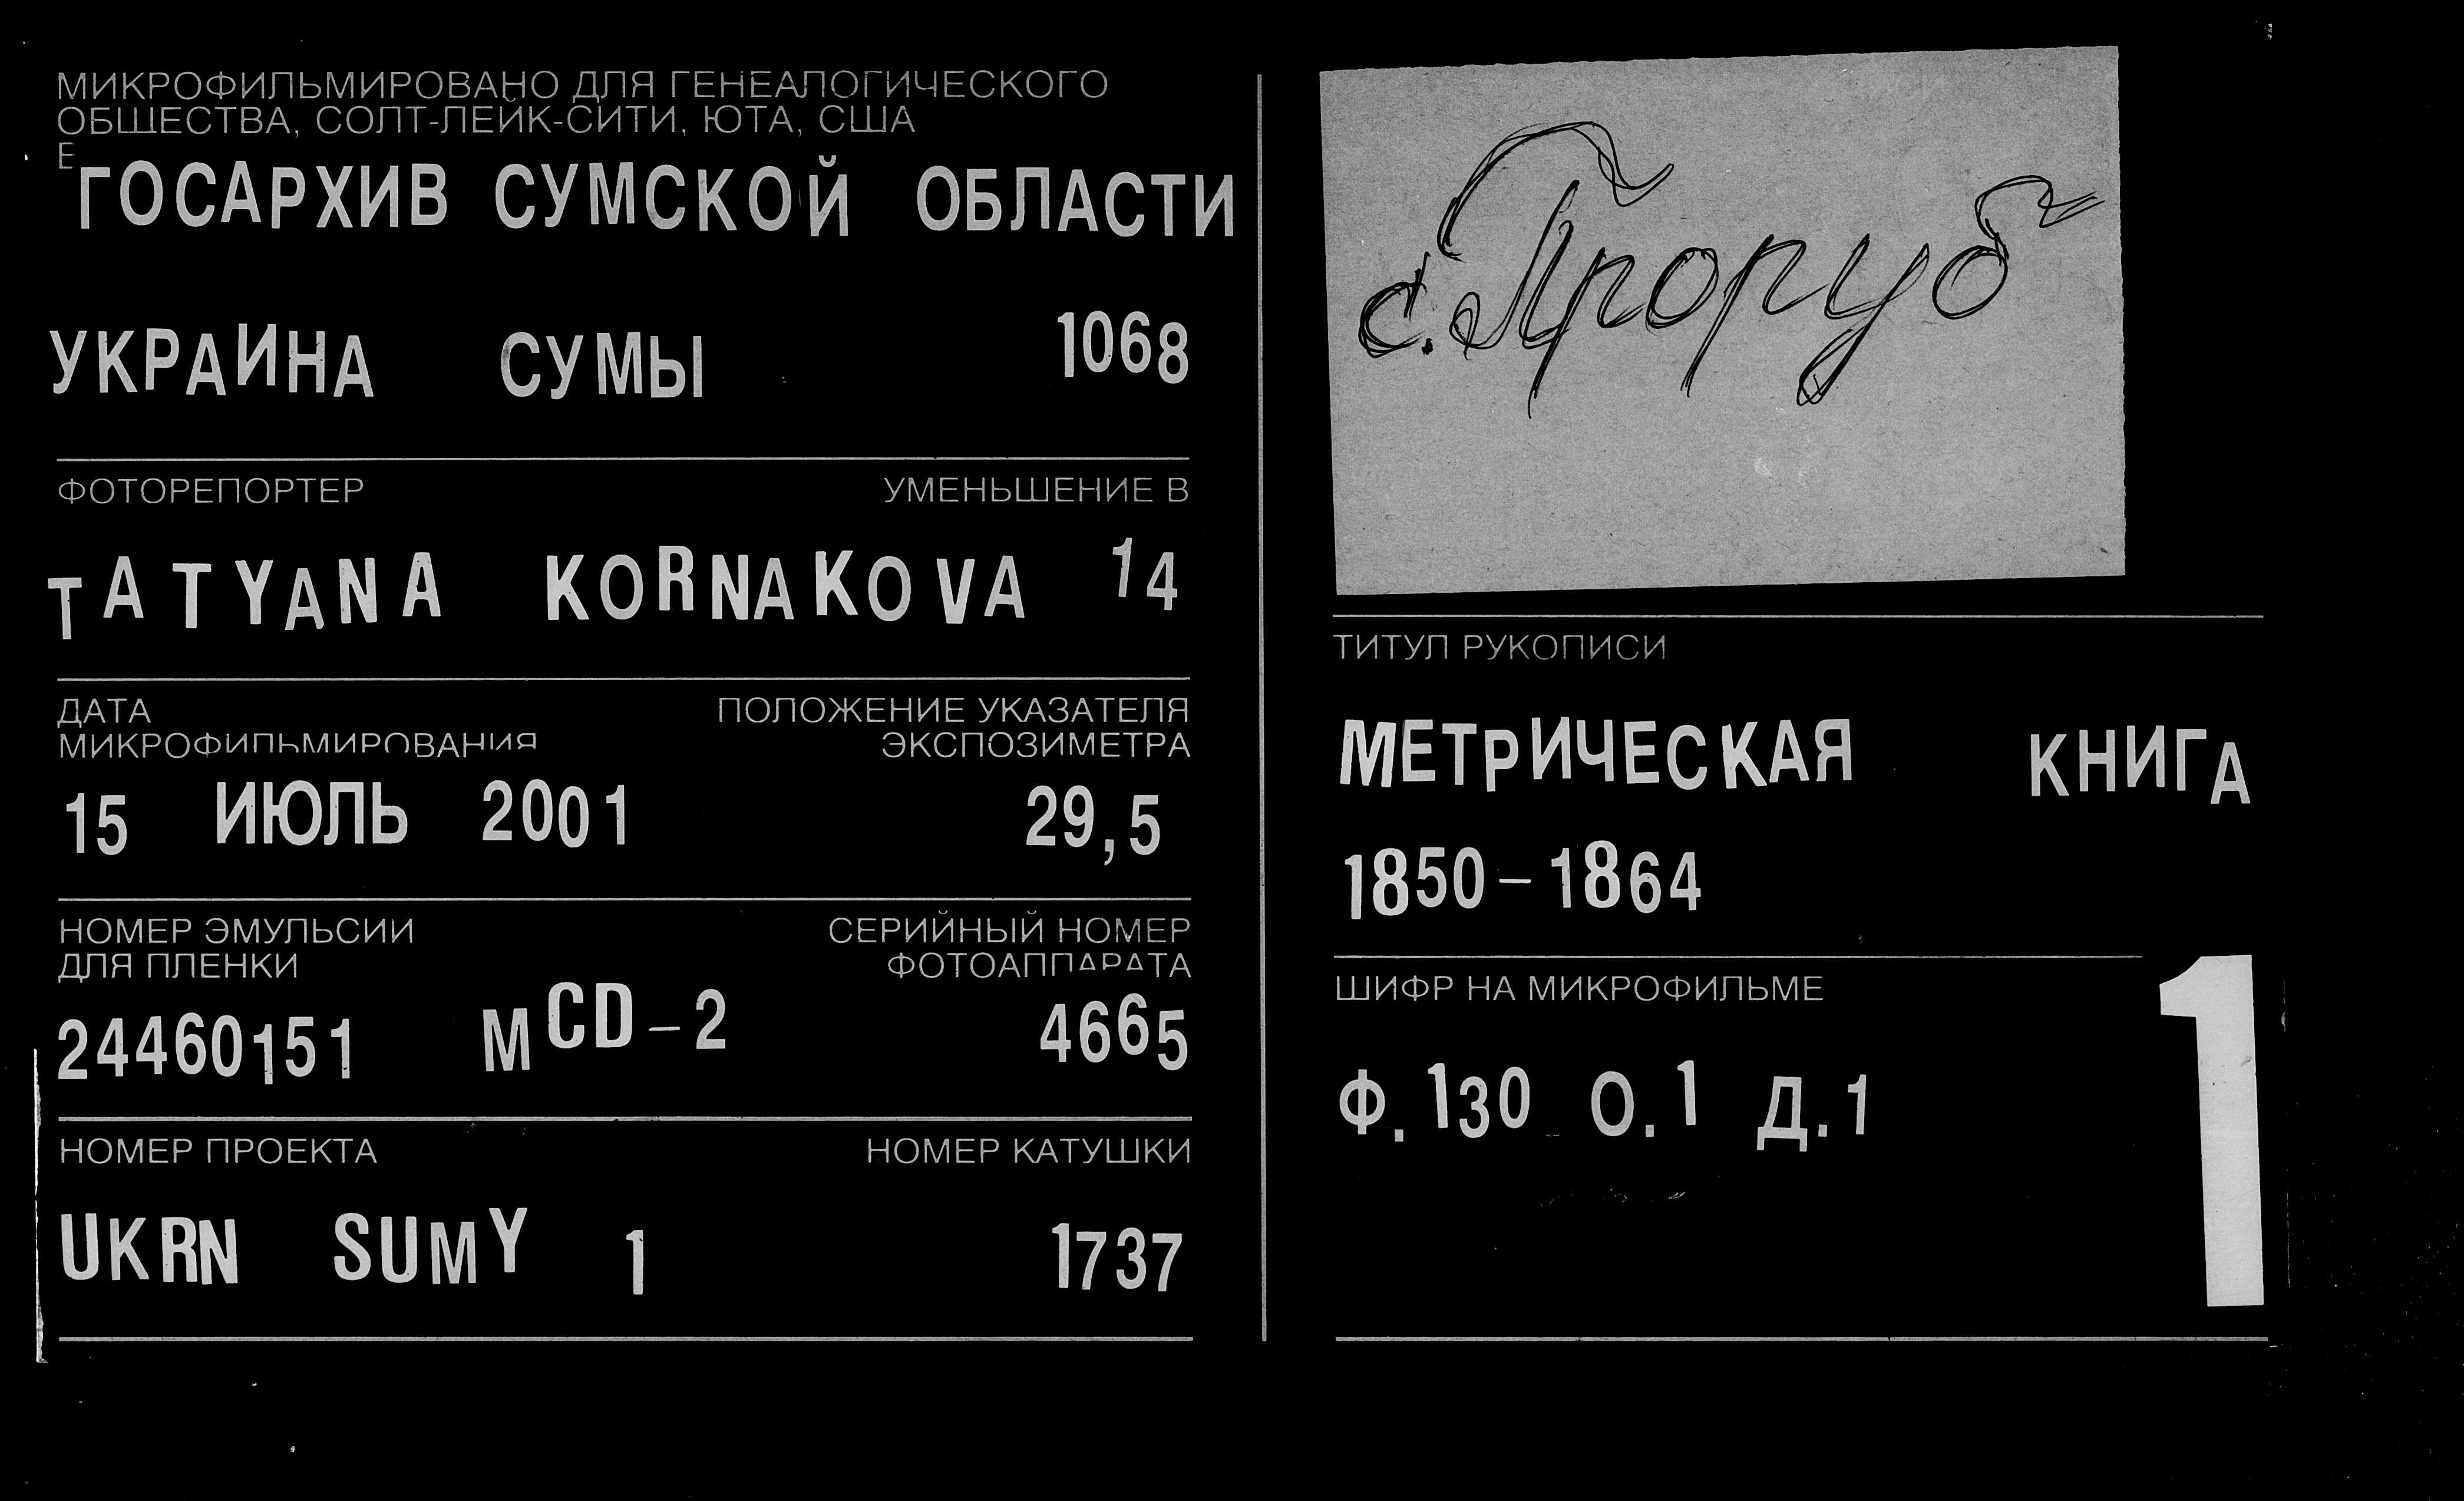 МИКРОФИЛЬМИРОВАНО ДЛЯ ГЕНЕАЛОГИЧЕСКОГО
ОБЩЕСТВА, СОЛТ-ЛЕЙК-СИТИ, ЮТА, США
E
ГОСАРХИВ СУМСКОЙ ОБЛАСТИ
УКРАИНА СУМЫ 1068
ФОТОРЕПОРТЕР УМЕНЬШЕНИЕ В
TATYANA KORNAKOVA 14
ДАТА ПОЛОЖЕНИЕ УКАЗАТЕЛЯ
МИКРОФИЛЬМИРОВАНИЯ ЭКСПОЗИМЕТРА
15 ИЮЛЬ 2001 29,5
НОМЕР ЭМУЛЬСИИ СЕРИЙНЫЙ НОМЕР
ДЛЯ ПЛЕНКИ ФОТОАППАРАТА
24460151 MCD-2 4665
НОМЕР ПРОЕКТА НОМЕР КАТУШКИ
UKRN SUMY 1 1737
с. Проруб
ТИТУЛ РУКОПИСИ
МЕТРИЧЕСКАЯ КНИГА
1850-1864
ШИФР НА МИКРОФИЛЬМЕ
Ф. 130 О.1 Д.1
1